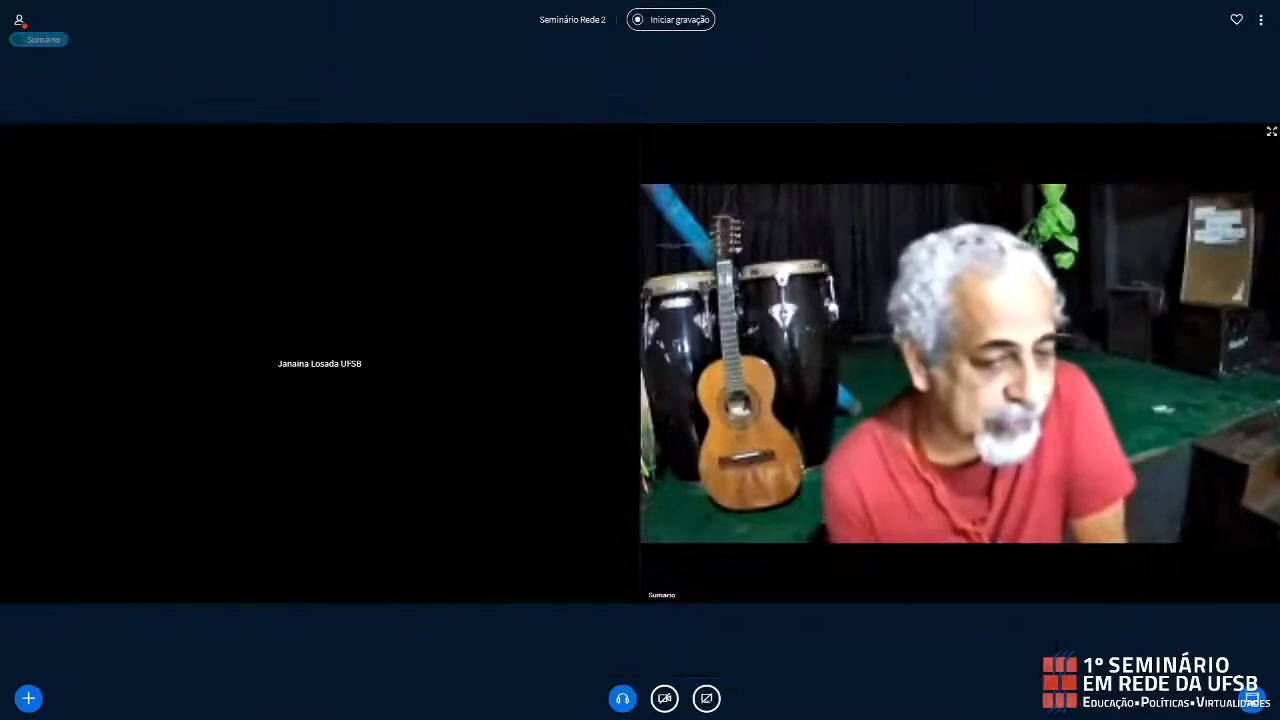 Seminário Rede 2
Iniciar gravação
Sumario
Janaina Losada UFSB
Sumario
1º SEMINÁRIO
EM REDE DA UFSB
EDUCAÇÃO▪POLÍTICAS▪VIRTUALIDADES